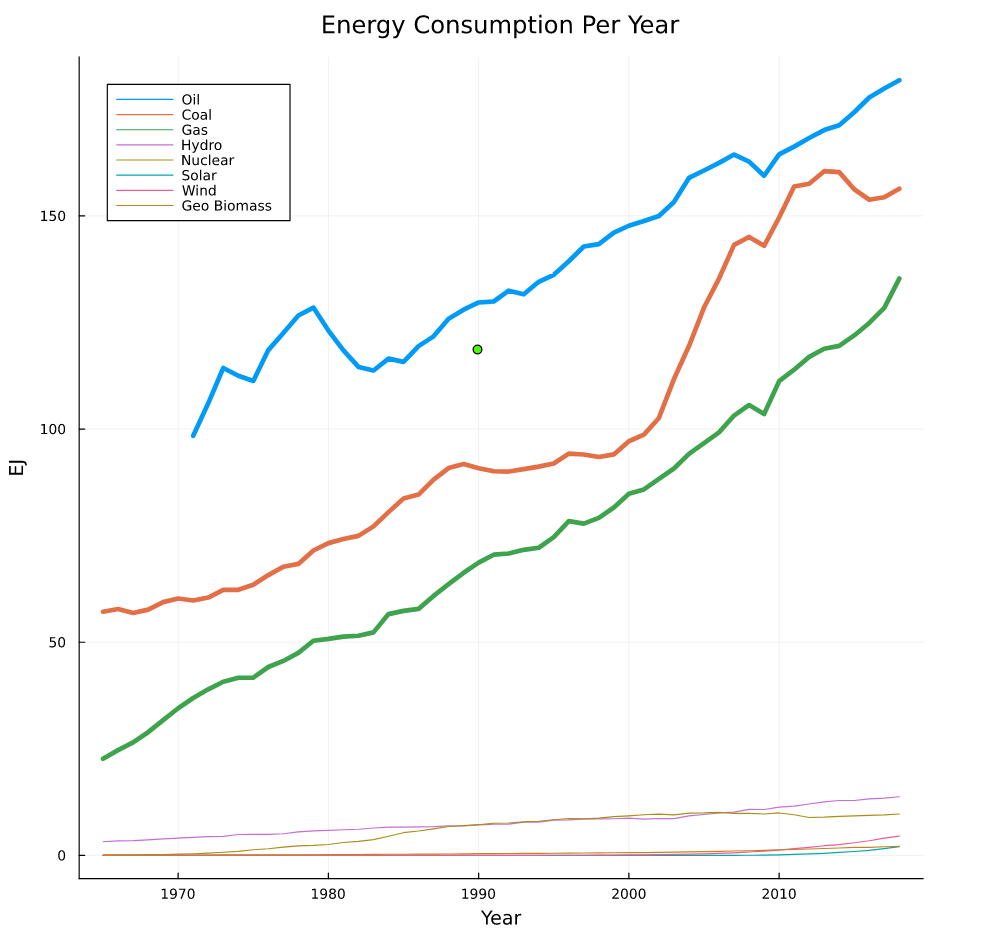 Energy Consumption Per Year
Oil
Coal
Gas
Hydro
Nuclear
Solar
Wind
Geo Biomass
150
100
50
0
EJ
1970 1980 1990 2000 2010
Year